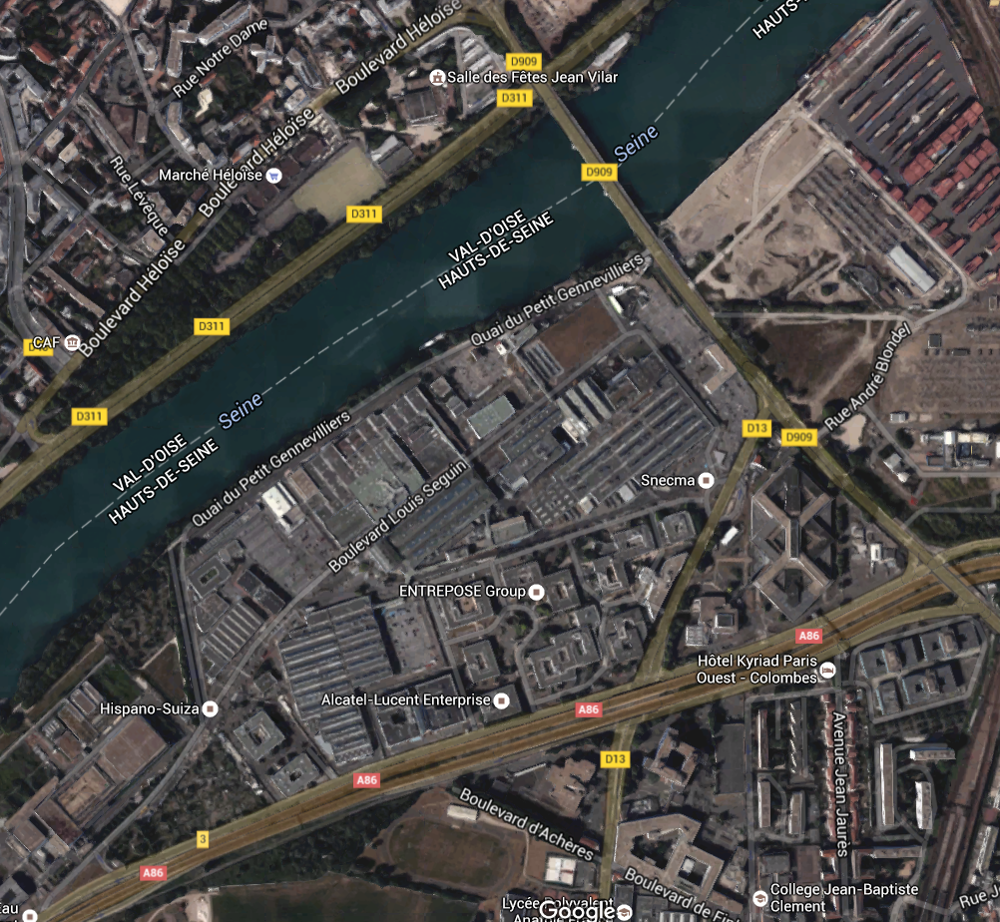 HAUTS-
Boulevard Héloïse
Rue Notre Dame
D909
Salle des Fêtes Jean Vilar
D311
Boulevard Héloïse
Seine
Marché Héloïse
D909
Rue Lévêque
D311
VAL-D'OISE
HAUTS-DE-SEINE
Boulevard Héloïse
Quai du Petit Gennevilliers
D311
CAF
Rue André Blondel
Seine
D311
D13
D909
VAL-D'OISE
HAUTS-DE-SEINE
Quai du Petit Gennevilliers
Snecma
Boulevard Louis Seguin
ENTREPOSE Group
A86
Hôtel Kyriad Paris
Ouest - Colombes
Alcatel-Lucent Enterprise
Hispano-Suiza
A86
Avenue Jean Jaurès
D13
A86
Boulevard d'Achères
3
A86
College Jean-Baptiste
Clement
Boulevard de
Lycée Polyvalent
Google